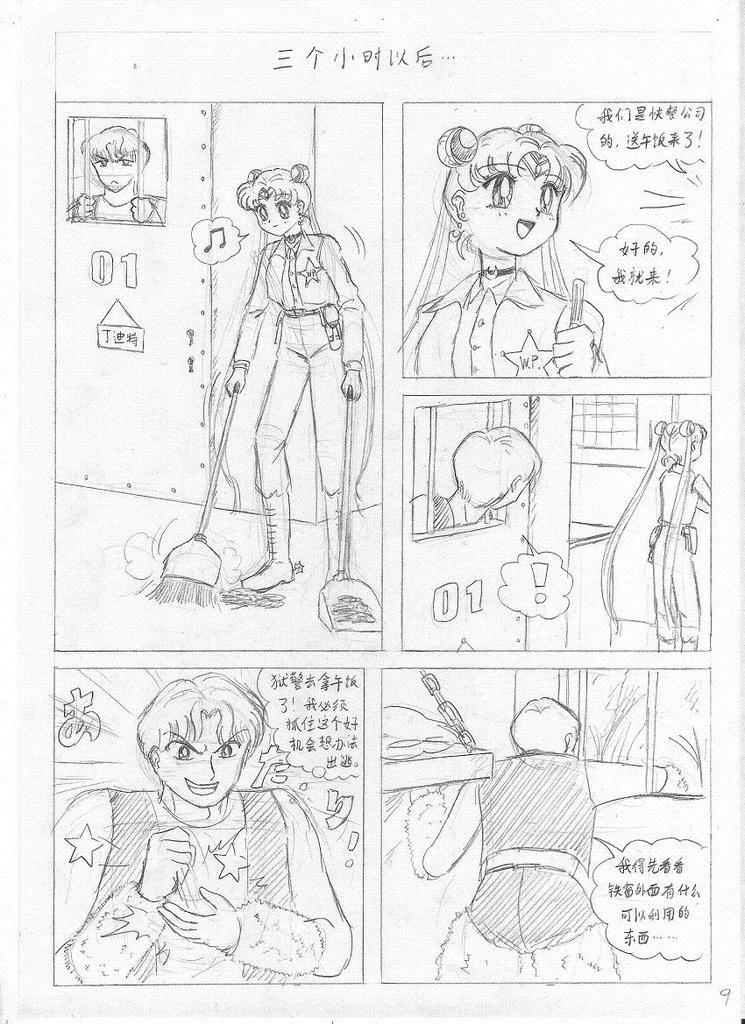 三个小时以后…
01
丁迪特
我们是快餐公司
的，送午饭来了！
好的，
我就来！
W.P.
01
！
狱警去拿午饭
了！我必须
抓住这个好
机会想办法
出逃。
我得先看看
铁窗外面有什么
可以利用的
东西……
9